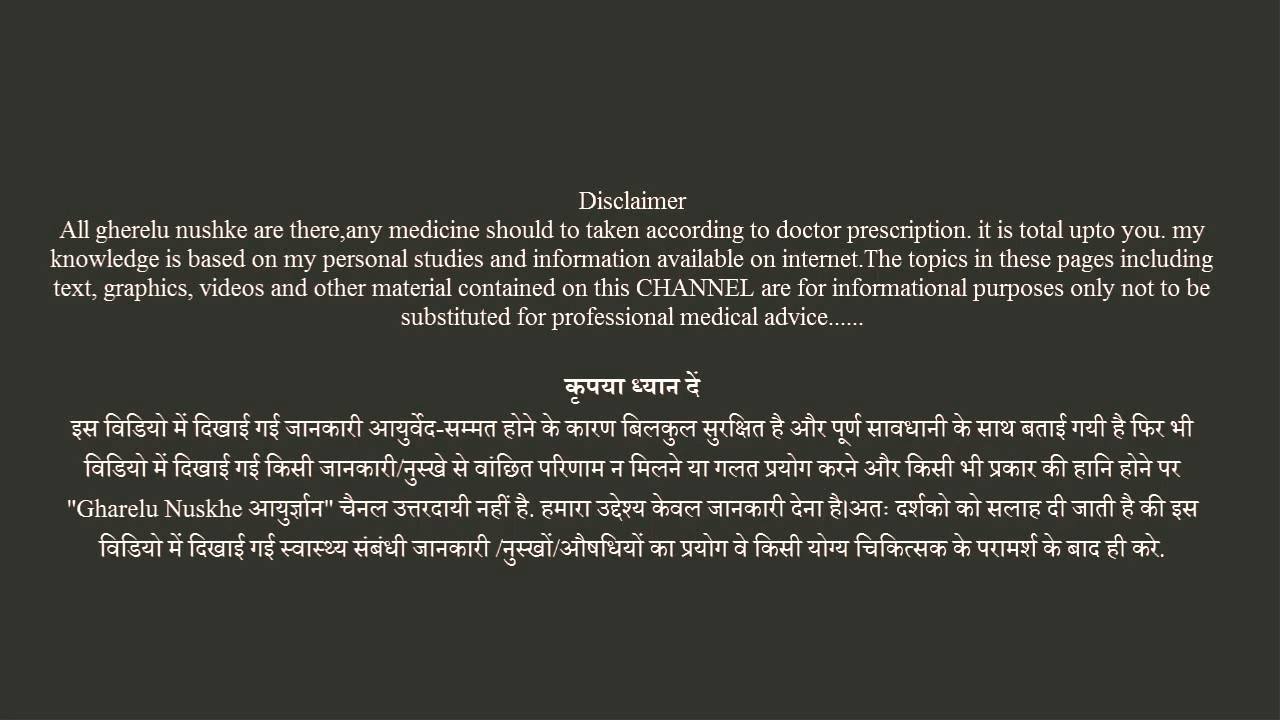 Disclaimer
All gherelu nushke are there,any medicine should to taken according to doctor prescription. it is total upto you. my
knowledge is based on my personal studies and information available on internet.The topics in these pages including
text, graphics, videos and other material contained on this CHANNEL are for informational purposes only not to be
substituted for professional medical advice......
कृपया ध्यान दें
इस विडियो में दिखाई गई जानकारी आयुर्वेद-सम्मत होने के कारण बिलकुल सुरक्षित है और पूर्ण सावधानी के साथ बताई गयी है फिर भी
विडियो में दिखाई गई किसी जानकारी/नुस्खे से वांछित परिणाम न मिलने या गलत प्रयोग करने और किसी भी प्रकार की हानि होने पर
"Gharelu Nuskhe आयुर्ज्ञान" चैनल उत्तरदायी नहीं है. हमारा उद्देश्य केवल जानकारी देना है।अतः दर्शको को सलाह दी जाती है की इस
विडियो में दिखाई गई स्वास्थ्य संबंधी जानकारी /नुस्खों/औषधियों का प्रयोग वे किसी योग्य चिकित्सक के परामर्श के बाद ही करे.